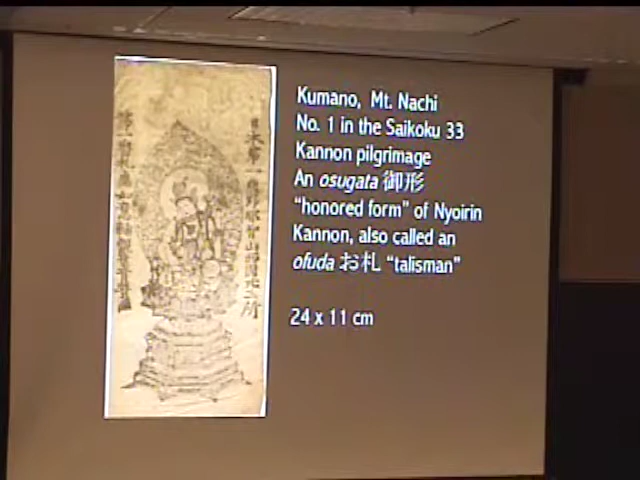 Kumano, Mt. Nachi
No. 1 in the Saikoku 33
Kannon pilgrimage
An osugata 御形
“honored form” of Nyoirin
Kannon, also called an
ofuda お札 “talisman”
24 x 11 cm